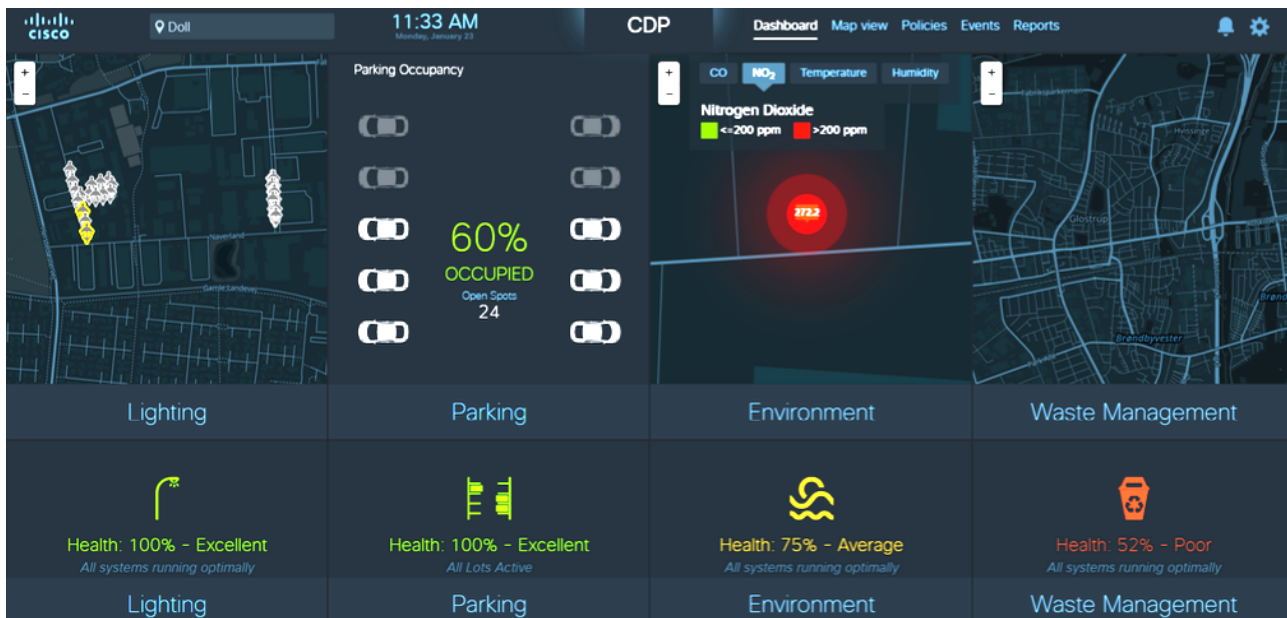 CISCO
Doll
11:33 AM
Monday, January 23
CDP
Dashboard Map view Policies Events Reports
+
-
Naverland
Gamle Landevej
Parking Occupancy
60%
OCCUPIED
Open Spots
24
+
-
CO NO2 Temperature Humidity
Nitrogen Dioxide
<=200 ppm >200 ppm
272.2
+
-
Hvissinge
Glostrup
Brøndbyvester
Lighting
Parking
Environment
Waste Management
Health: 100% - Excellent
All systems running optimally
Health: 100% - Excellent
All Lots Active
Health: 75% - Average
All systems running optimally
Health: 52% - Poor
All systems running optimally
Lighting
Parking
Environment
Waste Management